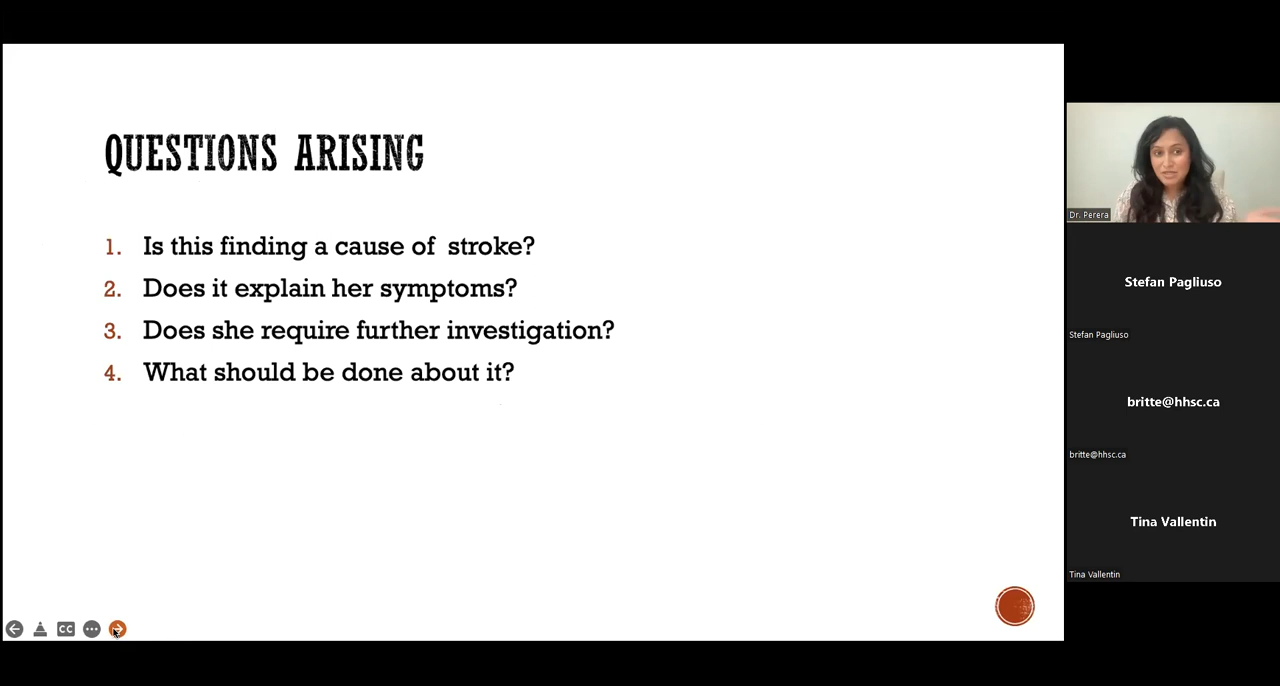 QUESTIONS ARISING
1. Is this finding a cause of stroke?
2. Does it explain her symptoms?
3. Does she require further investigation?
4. What should be done about it?
CC
Dr. Perera
Stefan Pagliuso
Stefan Pagliuso
britte@hhsc.ca
britte@hhsc.ca
Tina Vallentin
Tina Vallentin